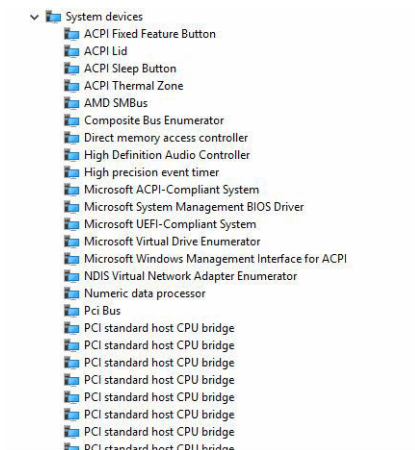 System devices
ACPI Fixed Feature Button
ACPI Lid
ACPI Sleep Button
ACPI Thermal Zone
AMD SMBus
Composite Bus Enumerator
Direct memory access controller
High Definition Audio Controller
High precision event timer
Microsoft ACPI-Compliant System
Microsoft System Management BIOS Driver
Microsoft UEFI-Compliant System
Microsoft Virtual Drive Enumerator
Microsoft Windows Management Interface for ACPI
NDIS Virtual Network Adapter Enumerator
Numeric data processor
Pci Bus
PCI standard host CPU bridge
PCI standard host CPU bridge
PCI standard host CPU bridge
PCI standard host CPU bridge
PCI standard host CPU bridge
PCI standard host CPU bridge
PCI standard host CPU bridge
PCI standard host CPU bridge